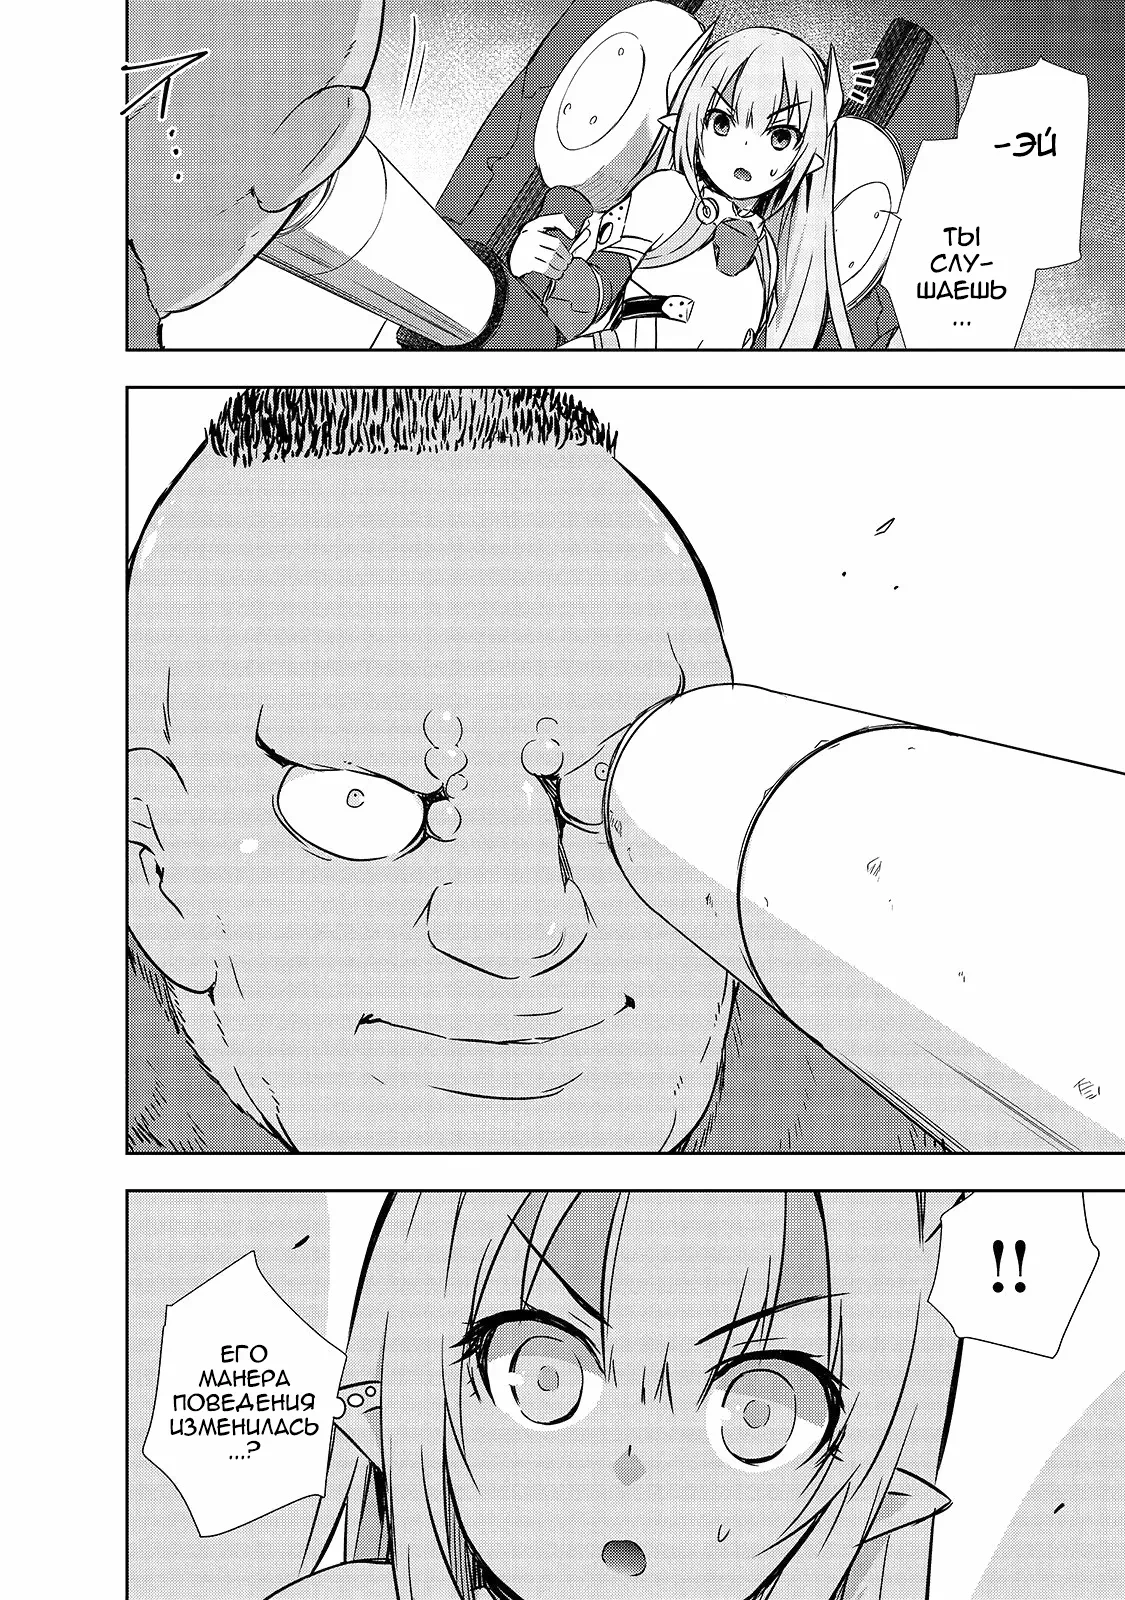 -ЭЙ
ТЫ
СЛУ-
ШАЕШЬ
...
!!
ЕГО
МАНЕРА
ПОВЕДЕНИЯ
ИЗМЕНИЛАСЬ
...?